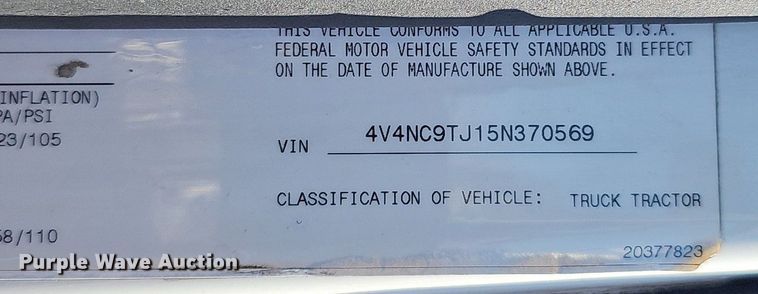 THIS VEHICLE CONFORMS TO ALL APPLICABLE U.S.A.
FEDERAL MOTOR VEHICLE SAFETY STANDARDS IN EFFECT
ON THE DATE OF MANUFACTURE SHOWN ABOVE.
INFLATION)
PA/PSI
23/105
VIN 4V4NC9TJ15N370569
CLASSIFICATION OF VEHICLE: TRUCK TRACTOR
58/110
20377823
Purple Wave Auction